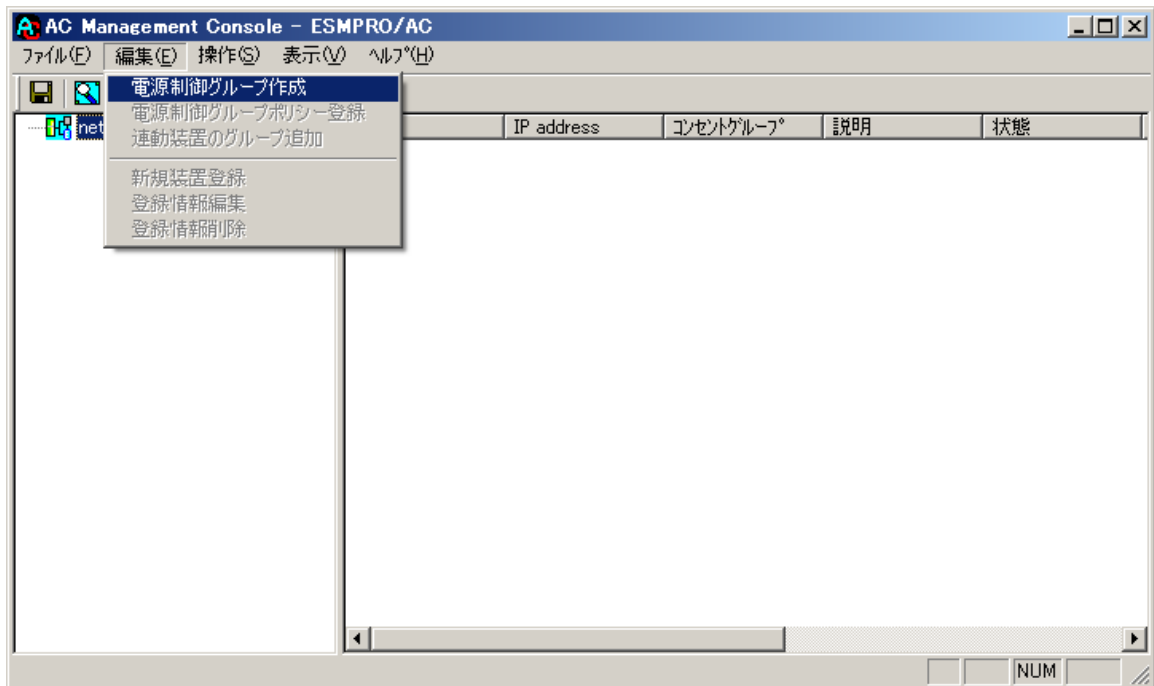 AC Management Console - ESMPRO/AC
ﾌｧｲﾙ(F) 編集(E) 操作(S) 表示(V) ﾍﾙﾌﾟ(H)
電源制御グループ作成
電源制御グループポリシー登録
連動装置のグループ追加
新規装置登録
登録情報編集
登録情報削除
net
IP address ｺﾝｾﾝﾄｸﾞﾙｰﾌﾟ 説明 状態
NUM